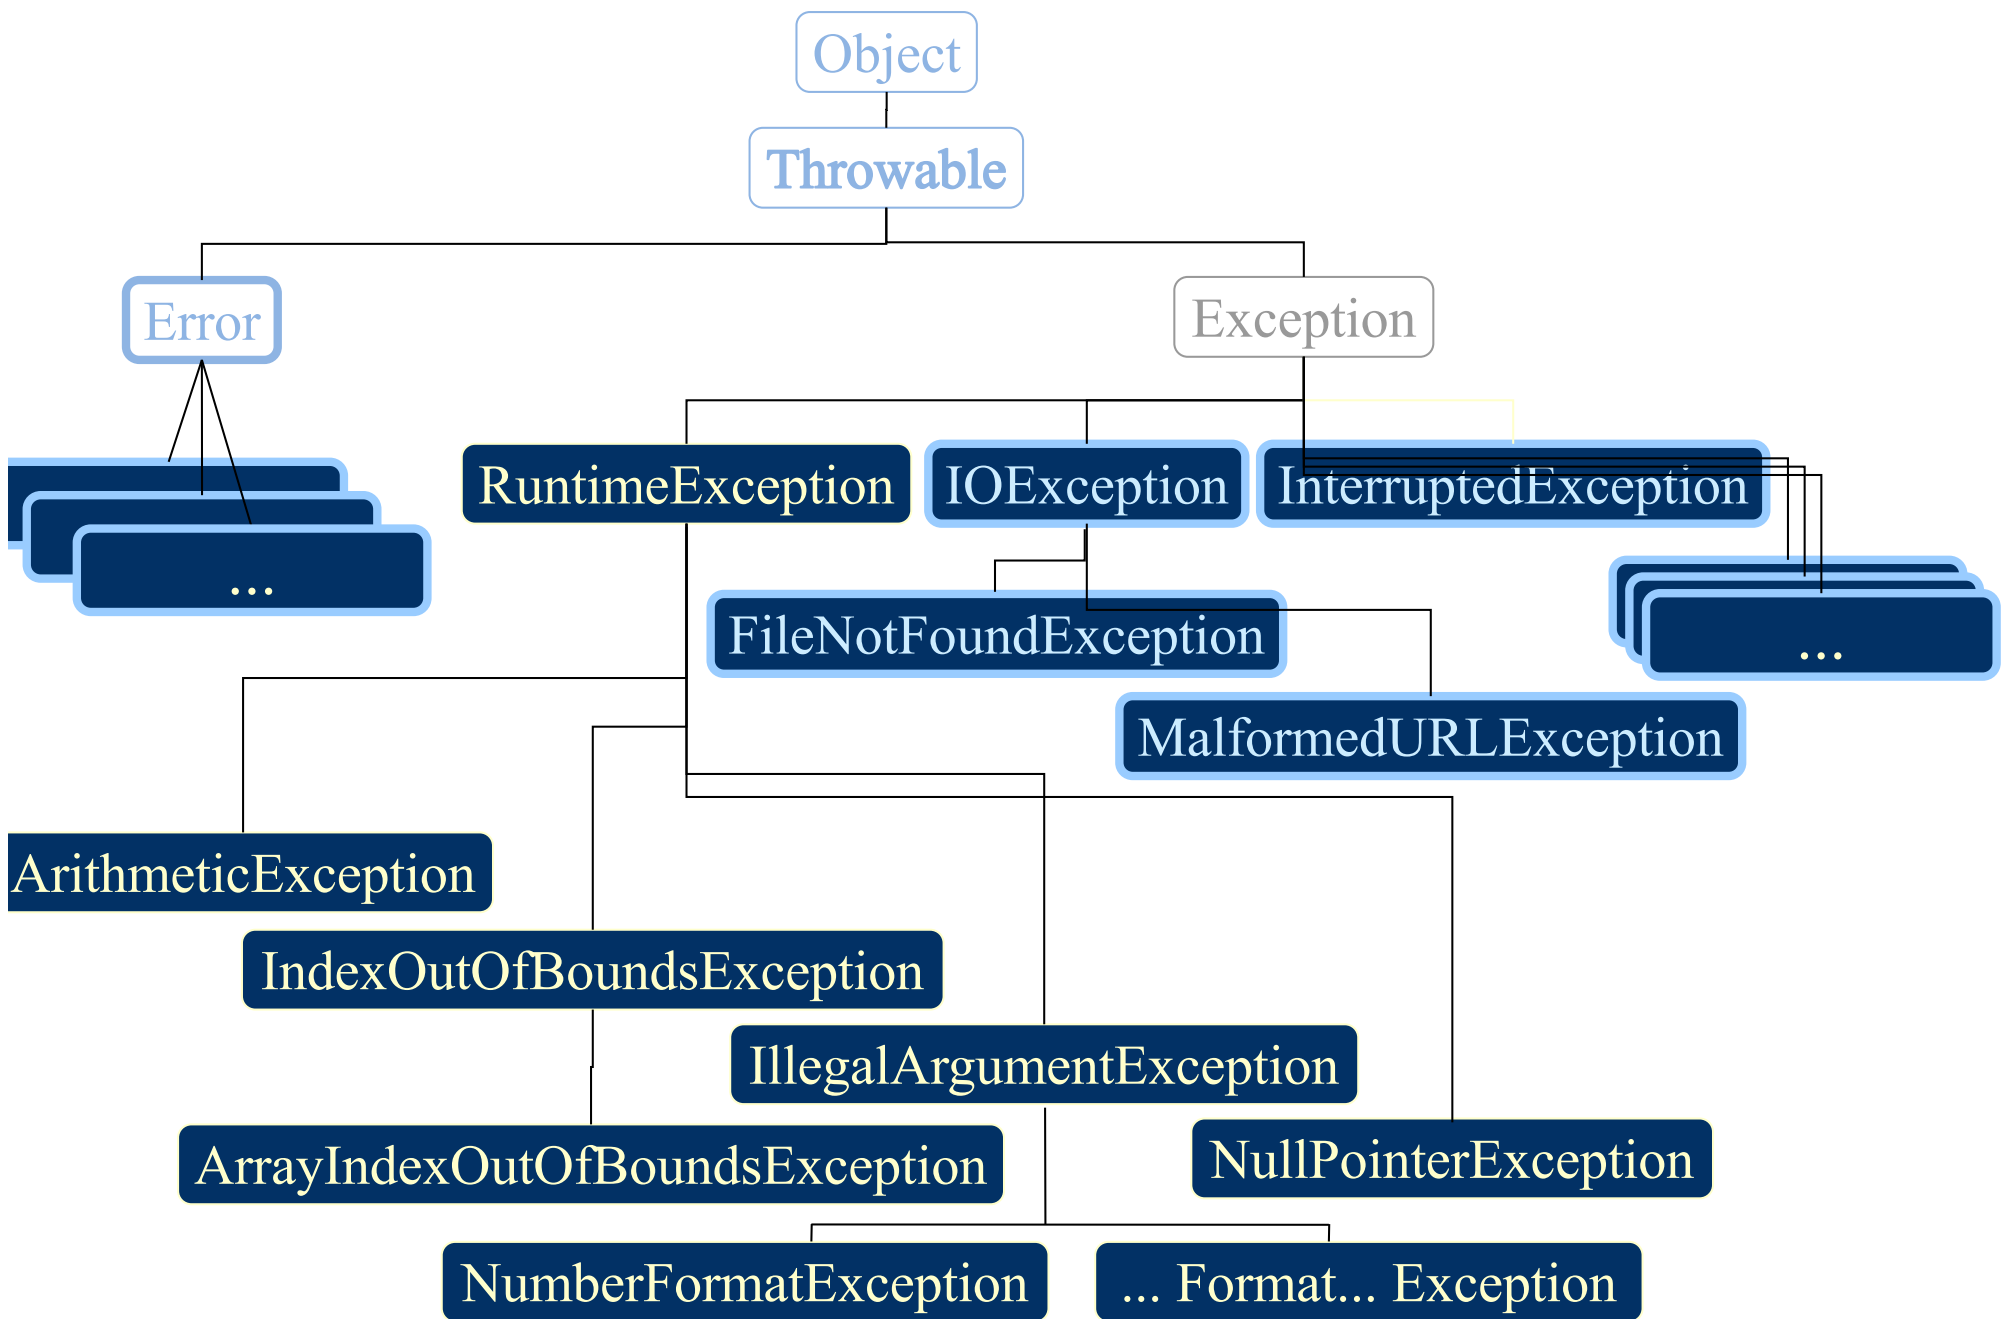 Object
Throwable
Error
Exception
RuntimeException
IOException
InterruptedException
...
FileNotFoundException
...
MalformedURLException
ArithmeticException
IndexOutOfBoundsException
IllegalArgumentException
ArrayIndexOutOfBoundsException
NullPointerException
NumberFormatException
... Format... Exception